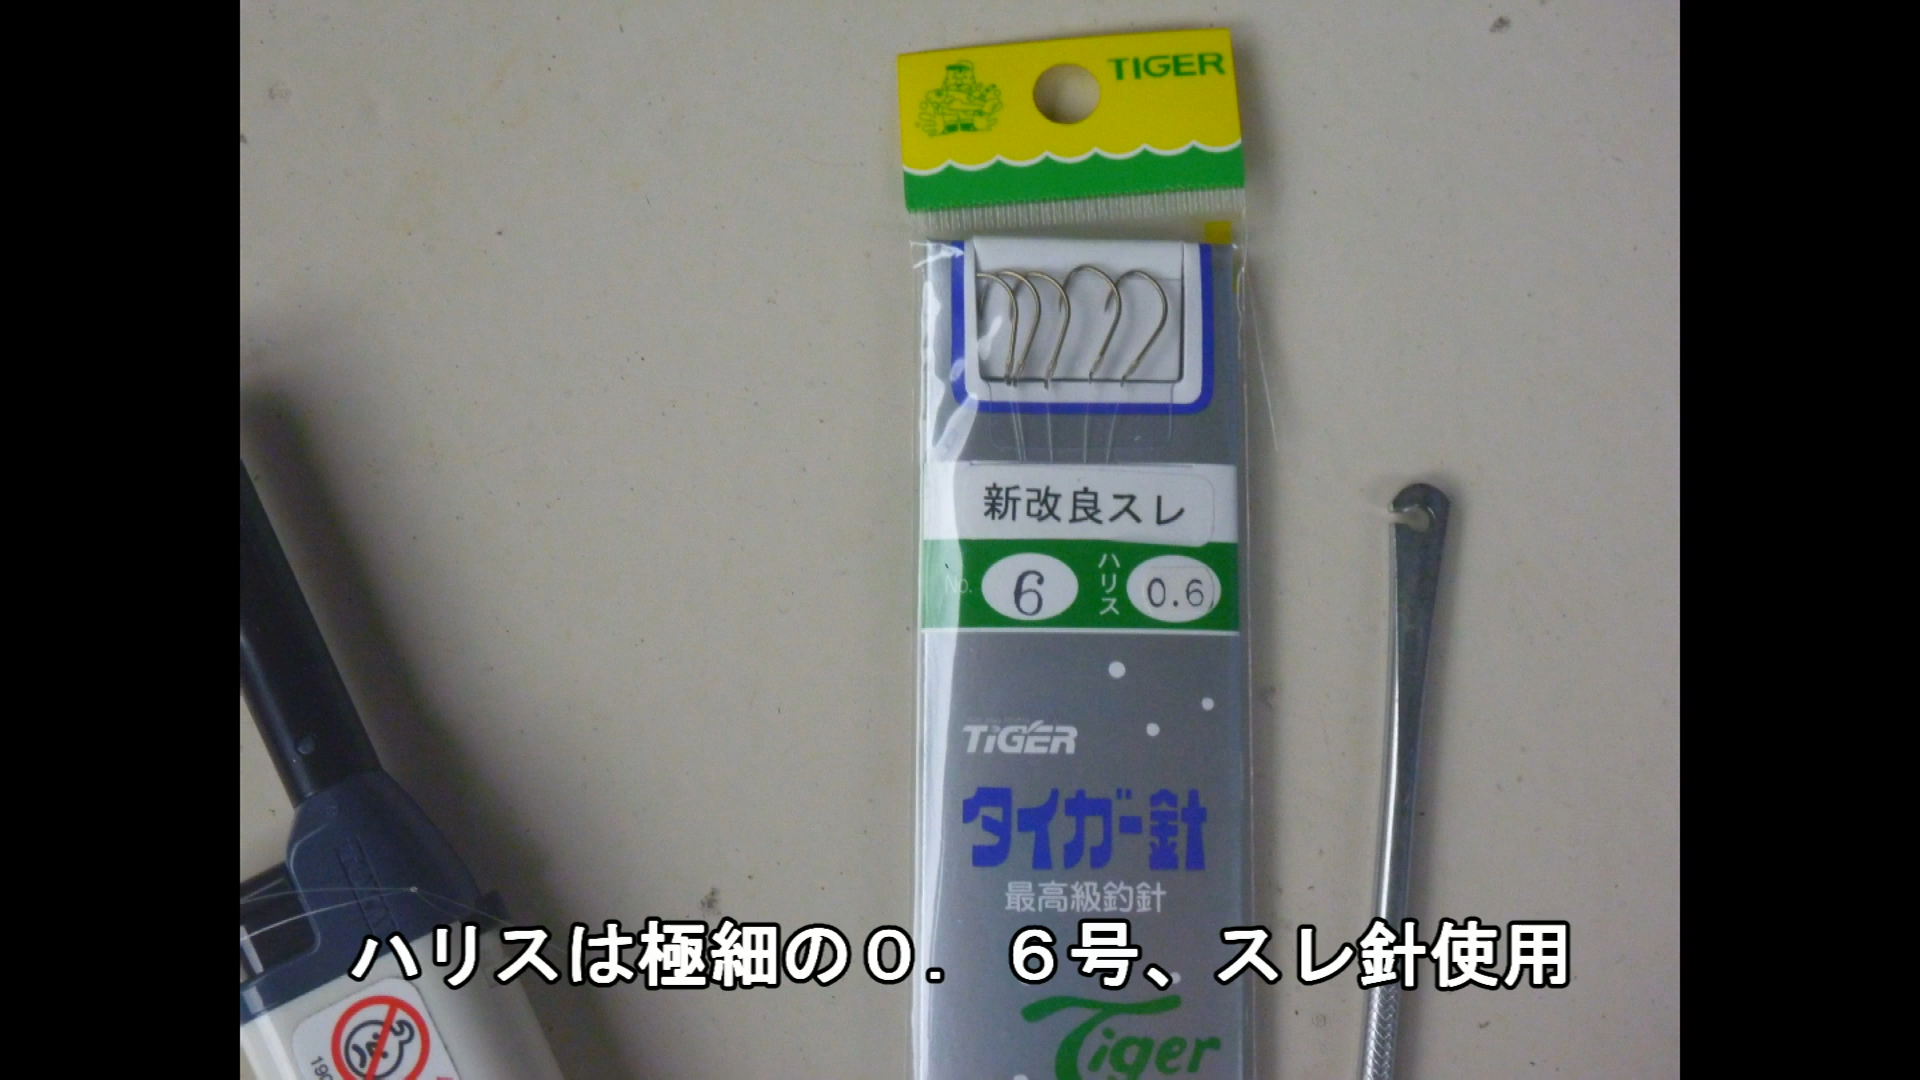 TIGER
新改良スレ
No. 6 ハリス 0.6
TIGER
タイガー針
最高級釣針
ハリスは極細の０．６号、スレ針使用
Tiger
190